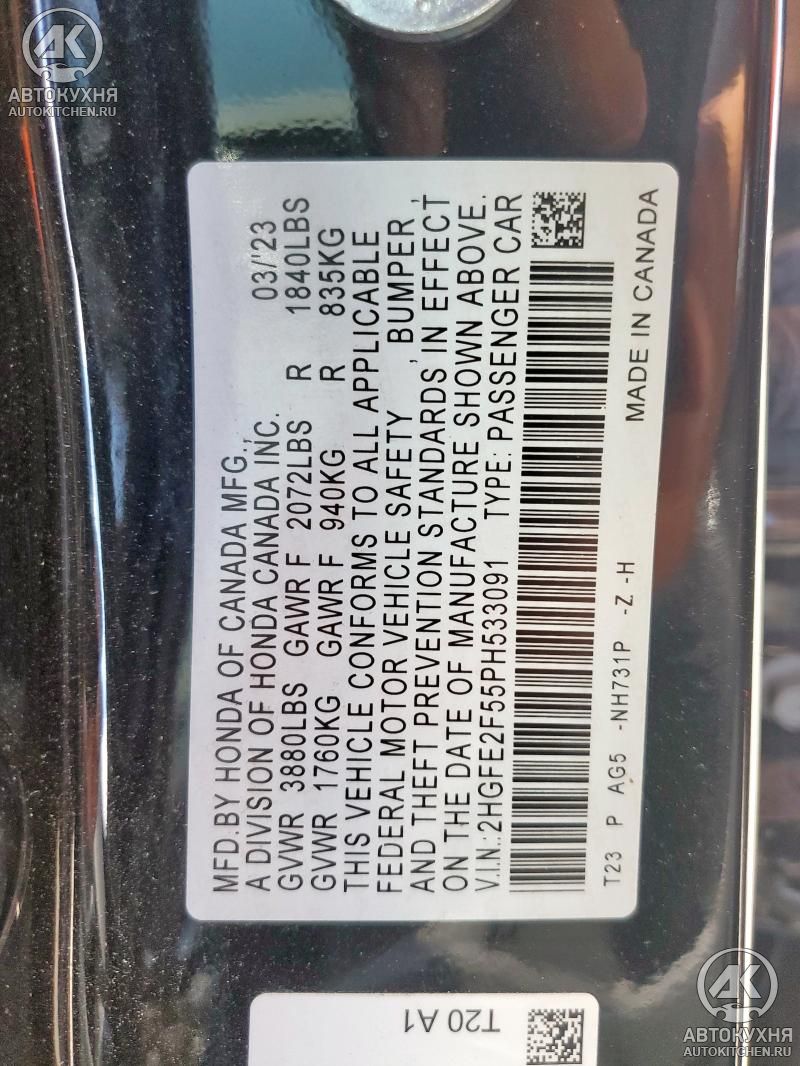 AK
АВТОКУХНЯ
AUTOKITCHEN.RU
MFD.BY HONDA OF CANADA MFG., 03/'23
A DIVISION OF HONDA CANADA INC.
GVWR 3880LBS GAWR F 2072LBS R 1840LBS
GVWR 1760KG GAWR F 940KG R 835KG
THIS VEHICLE CONFORMS TO ALL APPLICABLE
FEDERAL MOTOR VEHICLE SAFETY , BUMPER ,
AND THEFT PREVENTION STANDARDS IN EFFECT
ON THE DATE OF MANUFACTURE SHOWN ABOVE.
V.I.N.:2HGFE2F55PH533091 TYPE: PASSENGER CAR
T23 P AG5 -NH731P -Z -H MADE IN CANADA
T20 A1
AK
АВТОКУХНЯ
AUTOKITCHEN.RU